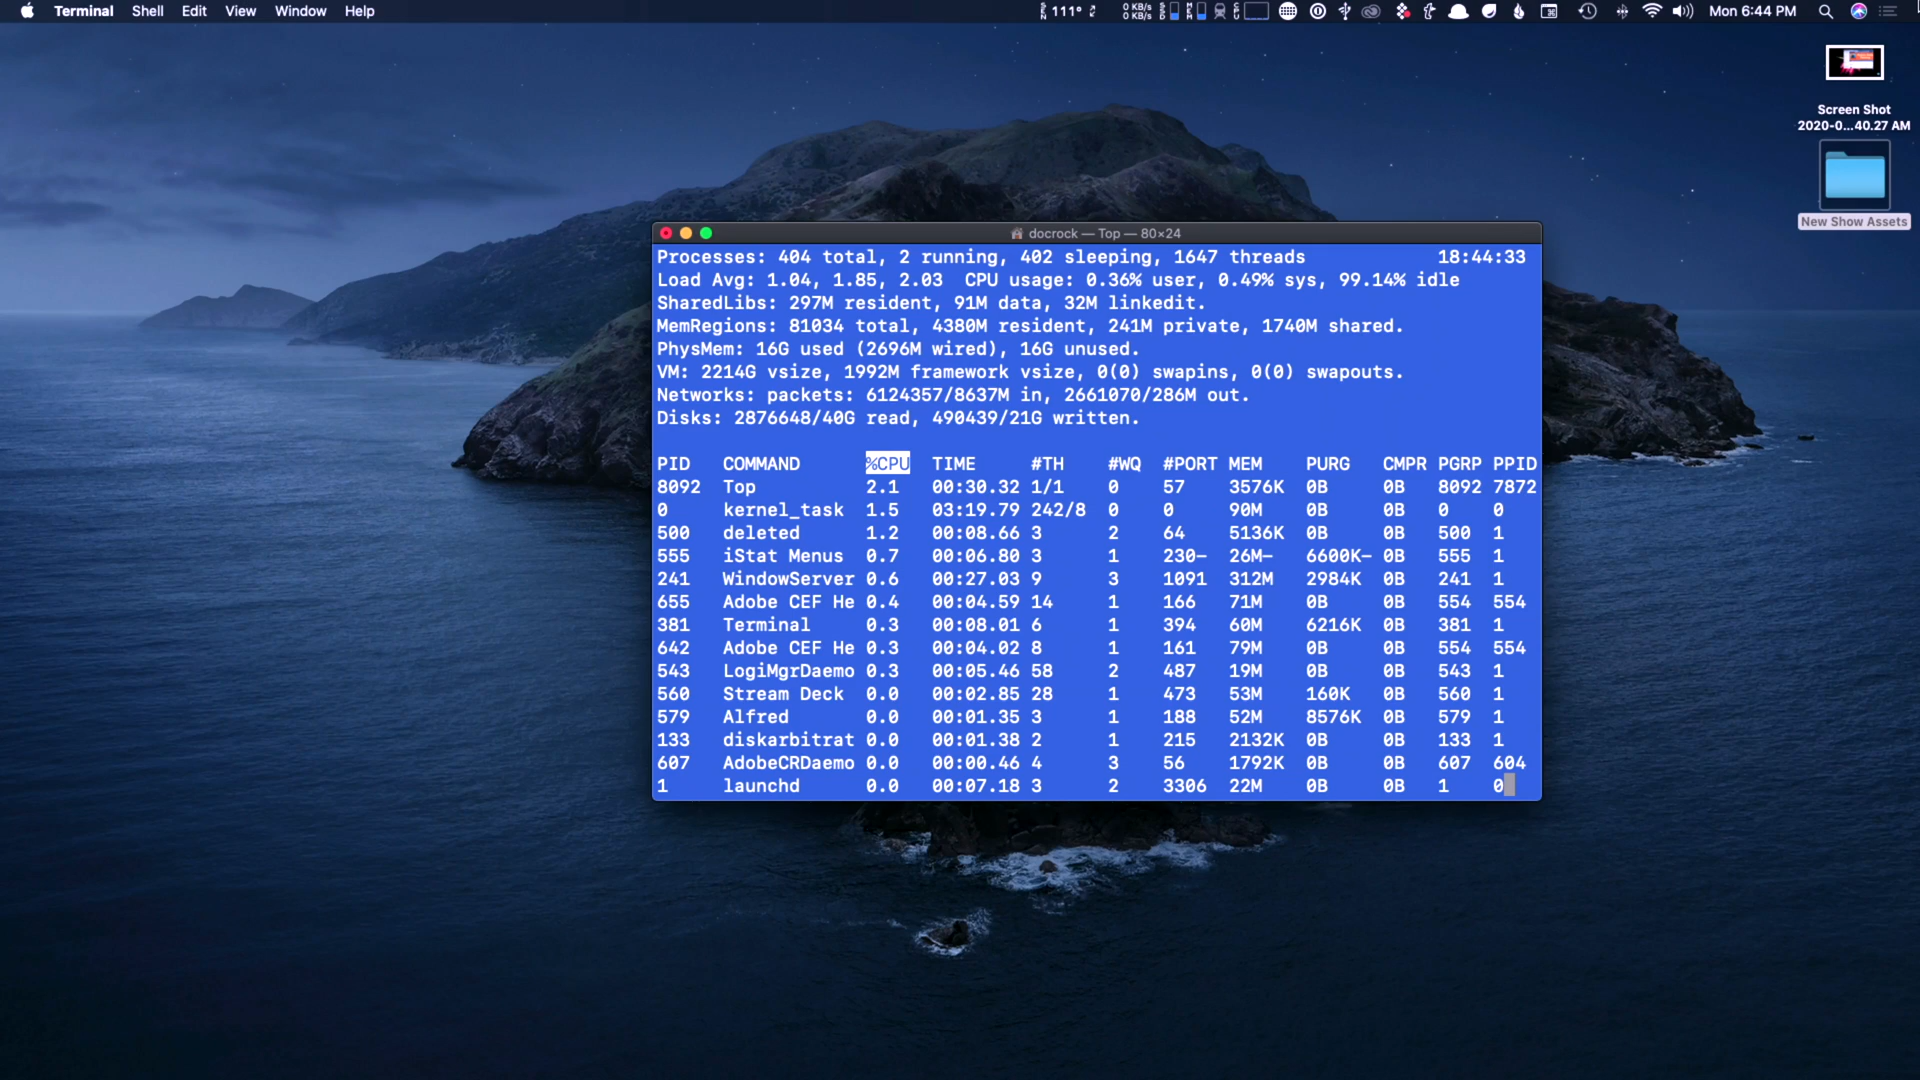 Terminal Shell Edit View Window Help 111° 0 KB/s 0 KB/s Mon 6:44 PM
Screen Shot
2020-0...40.27 AM
New Show Assets
docrock — Top — 80×24
Processes: 404 total, 2 running, 402 sleeping, 1647 threads 18:44:33
Load Avg: 1.04, 1.85, 2.03 CPU usage: 0.36% user, 0.49% sys, 99.14% idle
SharedLibs: 297M resident, 91M data, 32M linkedit.
MemRegions: 81034 total, 4380M resident, 241M private, 1740M shared.
PhysMem: 16G used (2696M wired), 16G unused.
VM: 2214G vsize, 1992M framework vsize, 0(0) swapins, 0(0) swapouts.
Networks: packets: 6124357/8637M in, 2661070/286M out.
Disks: 2876648/40G read, 490439/21G written.
PID COMMAND %CPU TIME #TH #WQ #PORT MEM PURG CMPR PGRP PPID
8092 Top 2.1 00:30.32 1/1 0 57 3576K 0B 0B 8092 7872
0 kernel_task 1.5 03:19.79 242/8 0 0 90M 0B 0B 0 0
500 deleted 1.2 00:08.66 3 2 64 5136K 0B 0B 500 1
555 iStat Menus 0.7 00:06.80 3 1 230- 26M- 6600K- 0B 555 1
241 WindowServer 0.6 00:27.03 9 3 1091 312M 2984K 0B 241 1
655 Adobe CEF He 0.4 00:04.59 14 1 166 71M 0B 0B 554 554
381 Terminal 0.3 00:08.01 6 1 394 60M 6216K 0B 381 1
642 Adobe CEF He 0.3 00:04.02 8 1 161 79M 0B 0B 554 554
543 LogiMgrDaemo 0.3 00:05.46 58 2 487 19M 0B 0B 543 1
560 Stream Deck 0.0 00:02.85 28 1 473 53M 160K 0B 560 1
579 Alfred 0.0 00:01.35 3 1 188 52M 8576K 0B 579 1
133 diskarbitrat 0.0 00:01.38 2 1 215 2132K 0B 0B 133 1
607 AdobeCRDaemo 0.0 00:00.46 4 3 56 1792K 0B 0B 607 604
1 launchd 0.0 00:07.18 3 2 3306 22M 0B 0B 1 0